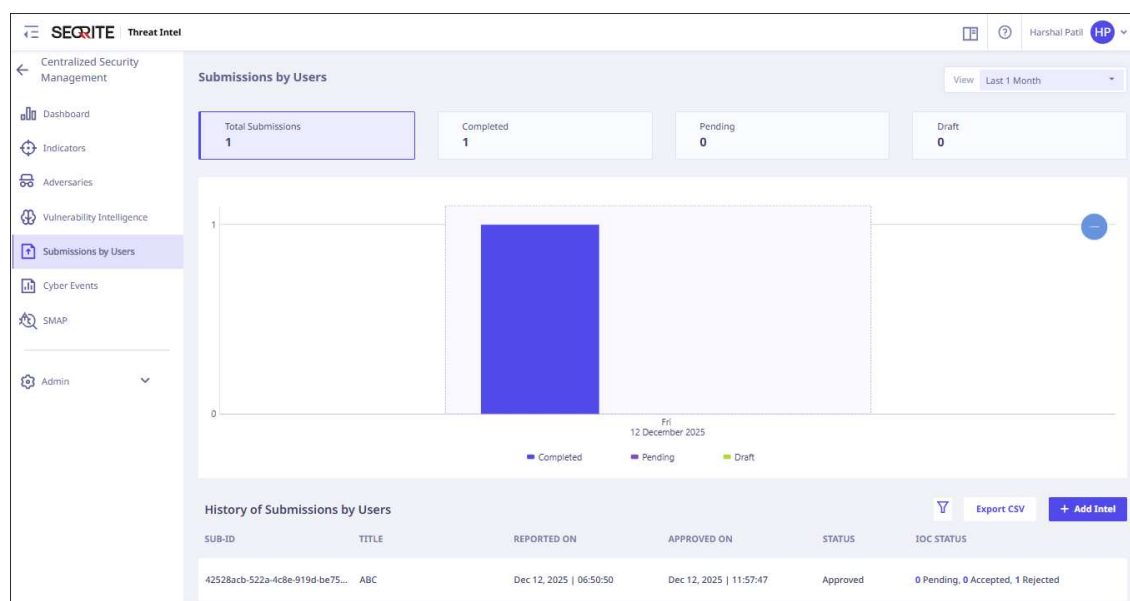 SEQRITE Threat Intel
Harshal Patil HP
Centralized Security
Management
Submissions by Users
View Last 1 Month
Dashboard
Indicators
Adversaries
Vulnerability Intelligence
Submissions by Users
Cyber Events
SMAP
Admin
Total Submissions
1
Completed
1
Pending
0
Draft
0
1
0
Fri
12 December 2025
Completed Pending Draft
History of Submissions by Users
Export CSV
+ Add Intel
SUB-ID TITLE REPORTED ON APPROVED ON STATUS IOC STATUS
42528acb-522a-4c8e-919d-be75... ABC Dec 12, 2025 | 06:50:50 Dec 12, 2025 | 11:57:47 Approved 0 Pending, 0 Accepted, 1 Rejected